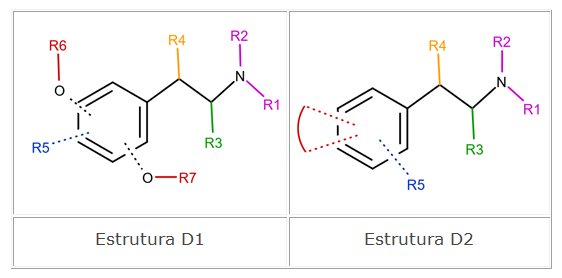 R6
R4
R2
O
N
R1
R5
R3
O
R7
R4
R2
N
R1
R3
R5
Estrutura D1
Estrutura D2